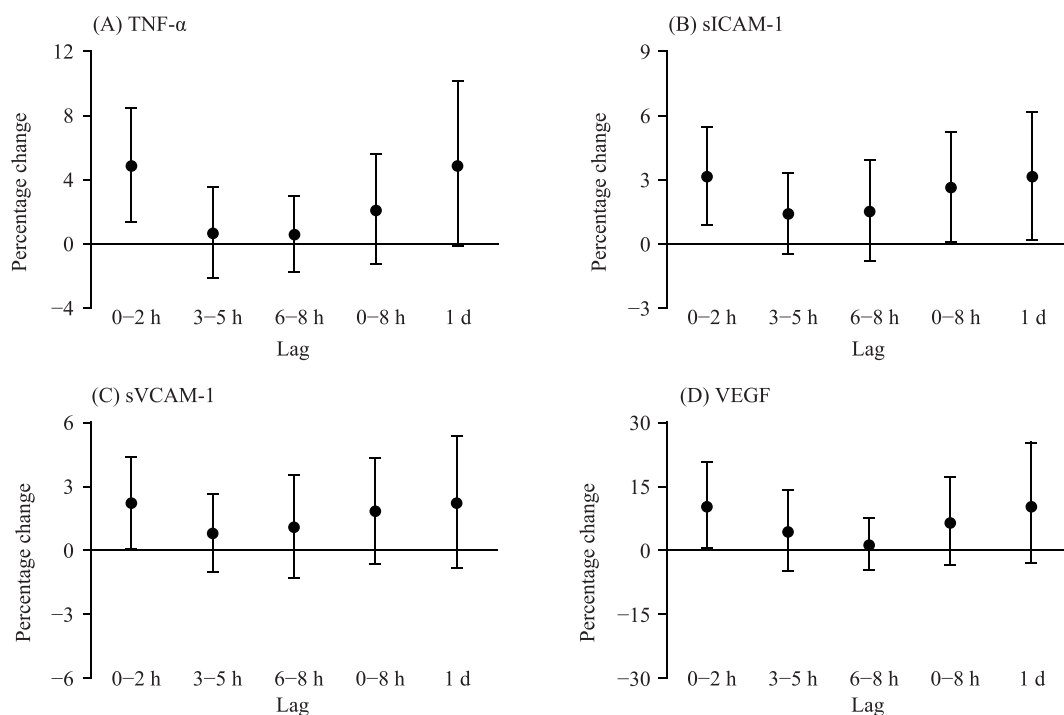 (A) TNF-α
Percentage change
12
8
4
0
−4
0−2 h 3−5 h 6−8 h 0−8 h 1 d
Lag
(B) sICAM-1
Percentage change
9
6
3
0
−3
0−2 h 3−5 h 6−8 h 0−8 h 1 d
Lag
(C) sVCAM-1
Percentage change
6
3
0
−3
−6
0−2 h 3−5 h 6−8 h 0−8 h 1 d
Lag
(D) VEGF
Percentage change
30
15
0
−15
−30
0−2 h 3−5 h 6−8 h 0−8 h 1 d
Lag